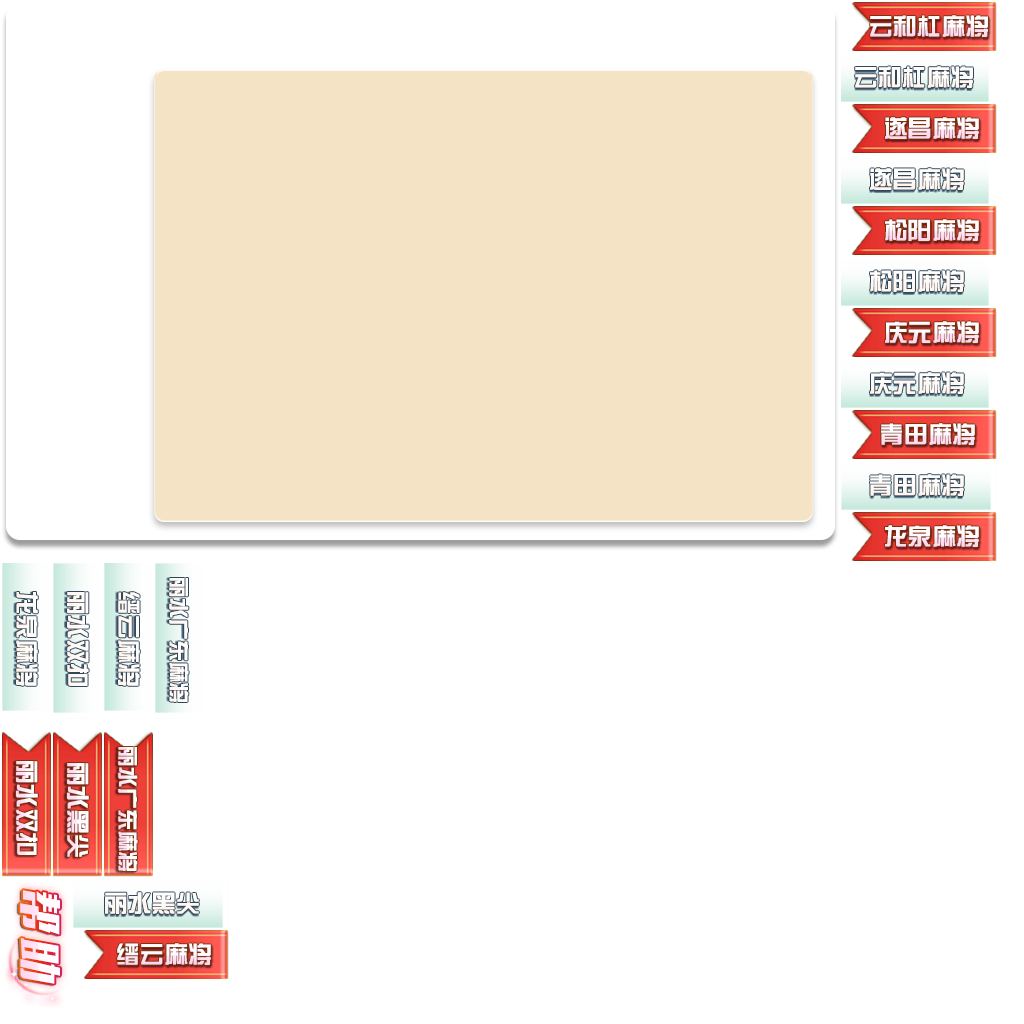 云和杠麻将
云和杠麻将
遂昌麻将
遂昌麻将
松阳麻将
松阳麻将
庆元麻将
庆元麻将
青田麻将
青田麻将
龙泉麻将
龙泉麻将
丽水双扣
缙云麻将
丽水广东麻将
丽水双扣
丽水黑尖
丽水广东麻将
帮助
丽水黑尖
缙云麻将